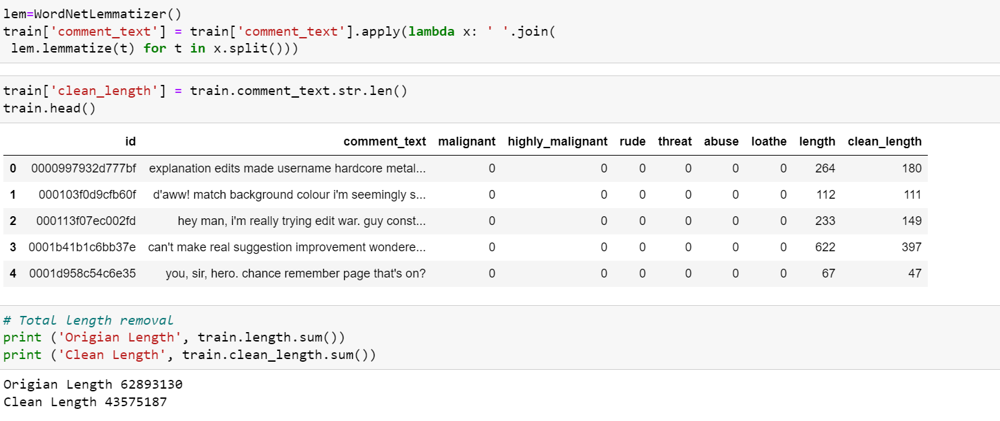 lem=WordNetLemmatizer()
train['comment_text'] = train['comment_text'].apply(lambda x: ' '.join(
 lem.lemmatize(t) for t in x.split()))
train['clean_length'] = train.comment_text.str.len()
train.head()
id comment_text malignant highly_malignant rude threat abuse loathe length clean_length
0 0000997932d777bf explanation edits made username hardcore metal... 0 0 0 0 0 0 264 180
1 000103f0d9cfb60f d'aww! match background colour i'm seemingly s... 0 0 0 0 0 0 112 111
2 000113f07ec002fd hey man, i'm really trying edit war. guy const... 0 0 0 0 0 0 233 149
3 0001b41b1c6bb37e can't make real suggestion improvement wondere... 0 0 0 0 0 0 622 397
4 0001d958c54c6e35 you, sir, hero. chance remember page that's on? 0 0 0 0 0 0 67 47
# Total length removal
print ('Origian Length', train.length.sum())
print ('Clean Length', train.clean_length.sum())
Origian Length 62893130
Clean Length 43575187